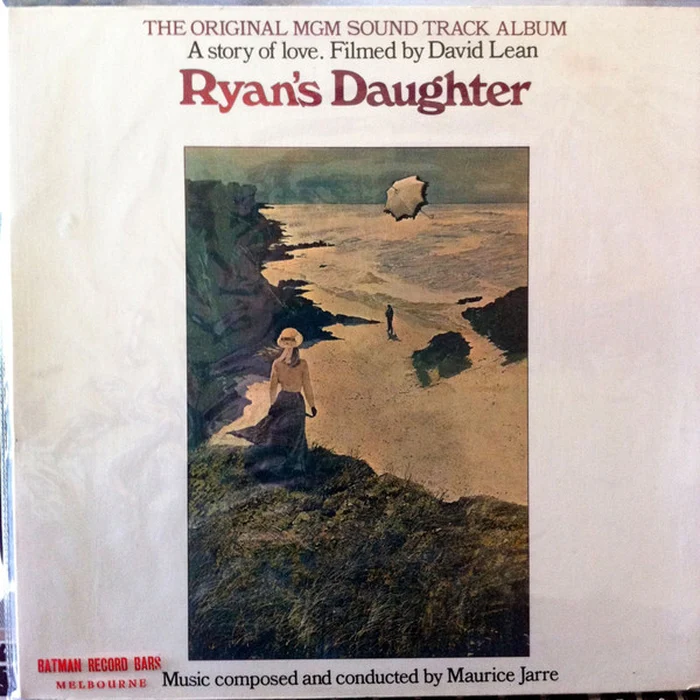 THE ORIGINAL MGM SOUND TRACK ALBUM
A story of love. Filmed by David Lean
Ryan's Daughter
BATMAN RECORD BARS
MELBOURNE
Music composed and conducted by Maurice Jarre